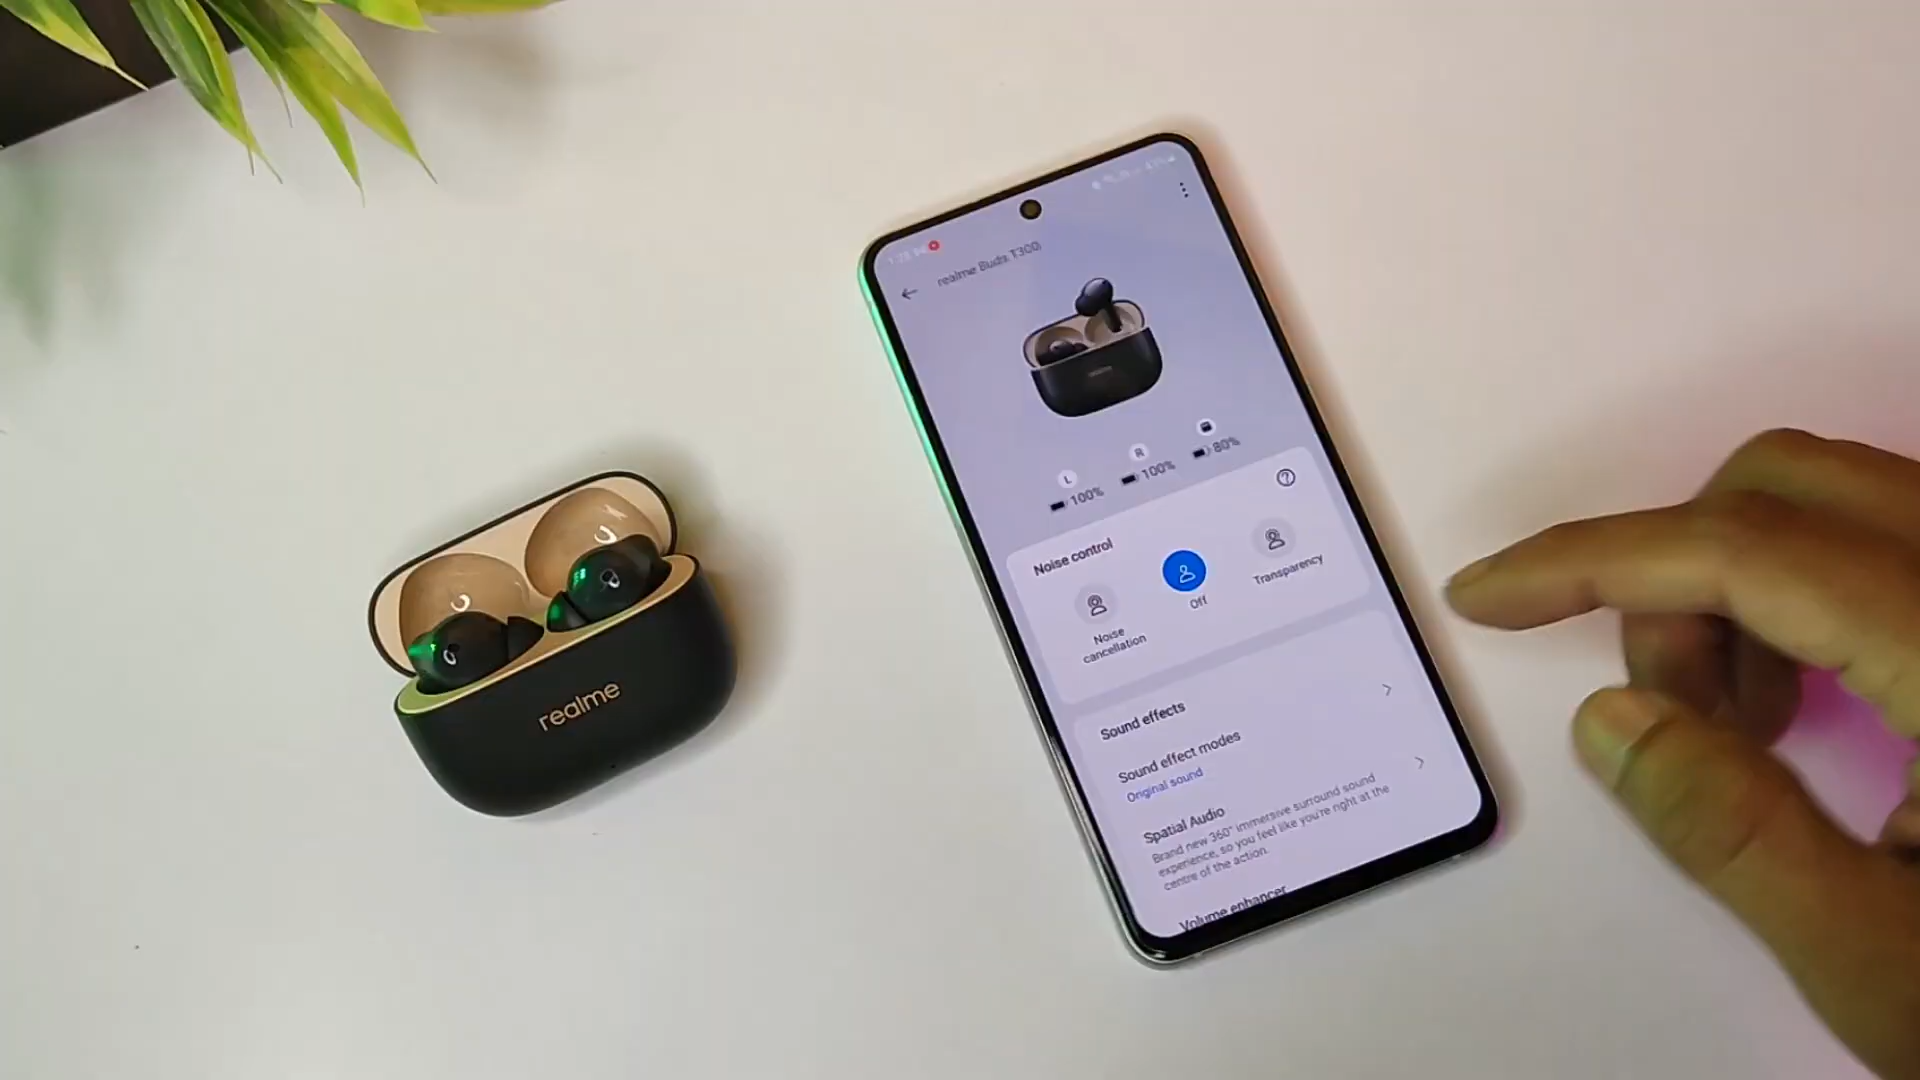 realme
realme Buds T300
L
R
100%
100%
80%
Noise control
Noise
cancellation
Off
Transparency
Sound effects
Sound effect modes
Original sound
Spatial Audio
Brand new 360° immersive surround sound
experience, so you feel like you're right at the
centre of the action.
Volume enhancer